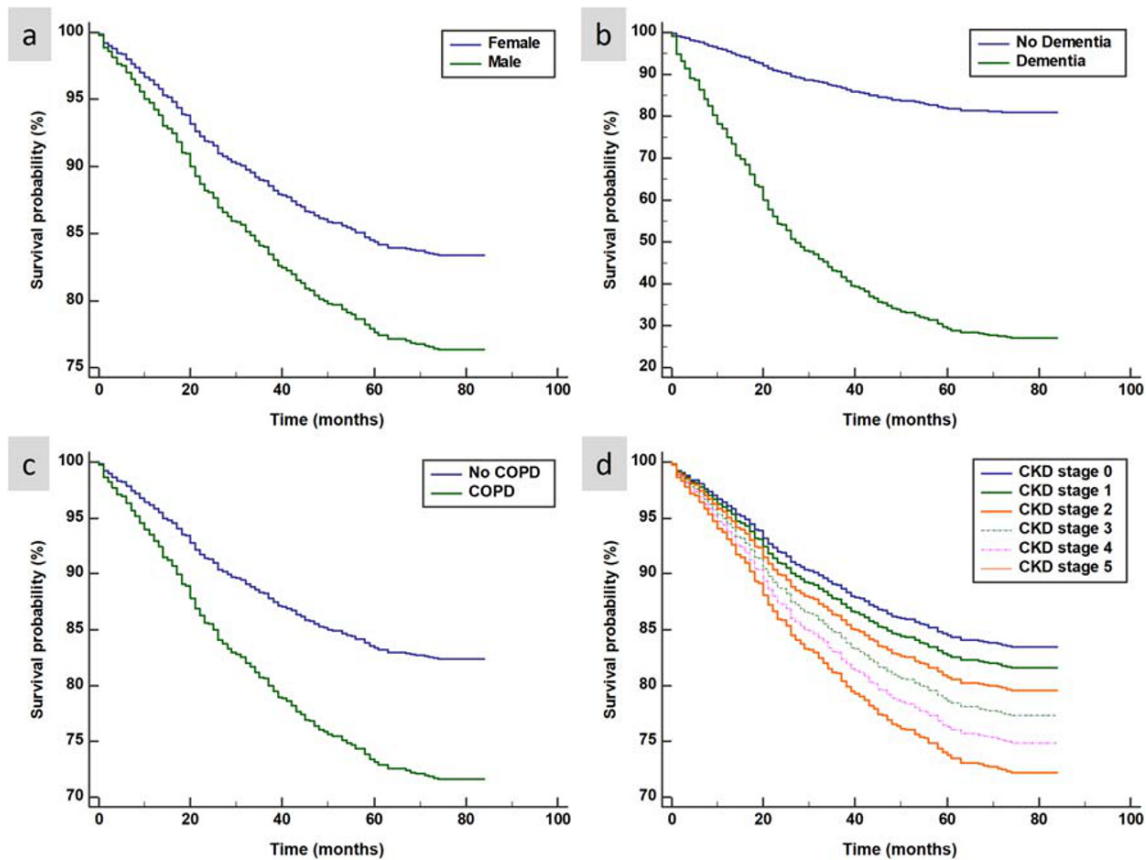 a
100
95
90
85
80
75
Survival probability (%)
0 20 40 60 80 100
Time (months)
Female
Male
b
100
90
80
70
60
50
40
30
20
Survival probability (%)
0 20 40 60 80 100
Time (months)
No Dementia
Dementia
c
100
95
90
85
80
75
70
Survival probability (%)
0 20 40 60 80 100
Time (months)
No COPD
COPD
d
100
95
90
85
80
75
70
Survival probability (%)
0 20 40 60 80 100
Time (months)
CKD stage 0
CKD stage 1
CKD stage 2
CKD stage 3
CKD stage 4
CKD stage 5